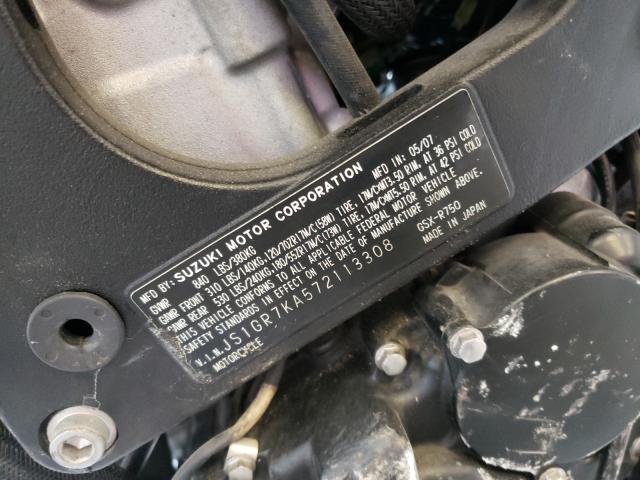 MFD BY: SUZUKI MOTOR CORPORATION MFD IN: 05/07
GVWR 840 LBS/380KG
GAWR FRONT 310 LBS/140KG,120/70ZR17M/C(58W) TIRE, 17M/CXMT3.50 RIM, AT 36 PSI COLD
GAWR REAR 530 LBS/240KG,180/55ZR17M/C(73W) TIRE, 17M/CXMT5.50 RIM, AT 42 PSI COLD
THIS VEHICLE CONFORMS TO ALL APPLICABLE FEDERAL MOTOR VEHICLE
SAFETY STANDARDS IN EFFECT ON THE DATE OF MANUFACTURE SHOWN ABOVE.
V.I.N. JS1GR7KA572113308 GSX-R750
MOTORCYCLE MADE IN JAPAN